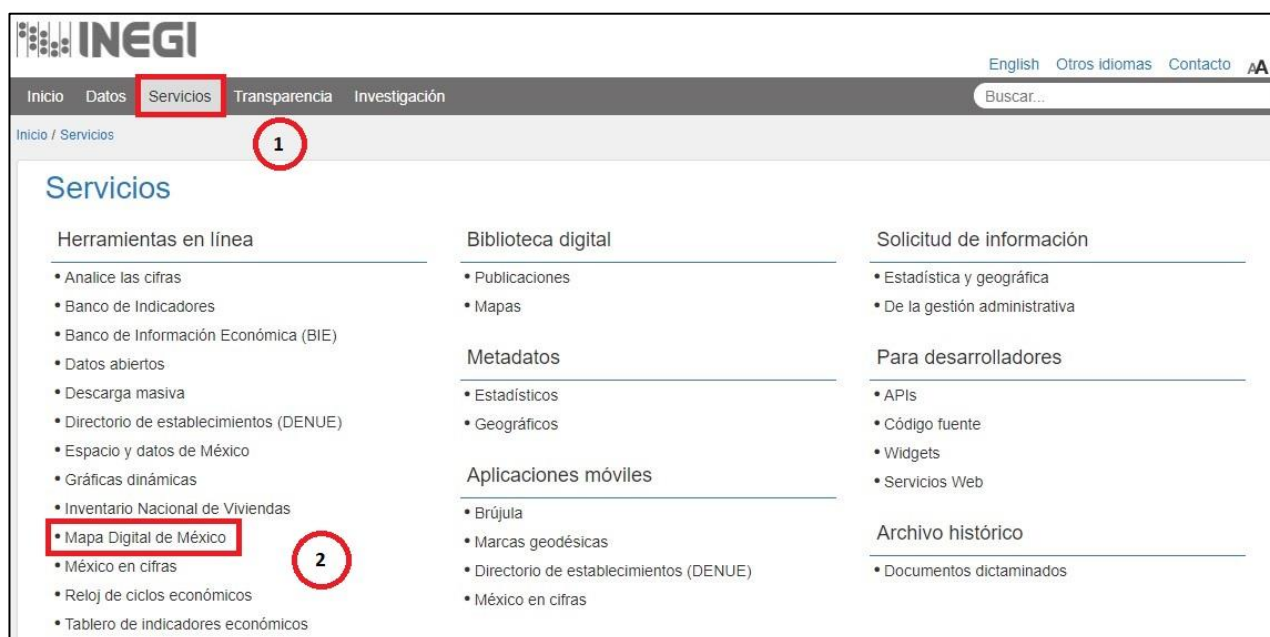 INEGI
English Otros idiomas Contacto AA
Inicio Datos Servicios Transparencia Investigación
Buscar...
Inicio / Servicios
1
Servicios
Herramientas en línea
• Analice las cifras
• Banco de Indicadores
• Banco de Información Económica (BIE)
• Datos abiertos
• Descarga masiva
• Directorio de establecimientos (DENUE)
• Espacio y datos de México
• Gráficas dinámicas
• Inventario Nacional de Viviendas
• Mapa Digital de México
2
• México en cifras
• Reloj de ciclos económicos
• Tablero de indicadores económicos
Biblioteca digital
• Publicaciones
• Mapas
Metadatos
• Estadísticos
• Geográficos
Aplicaciones móviles
• Brújula
• Marcas geodésicas
• Directorio de establecimientos (DENUE)
• México en cifras
Solicitud de información
• Estadística y geográfica
• De la gestión administrativa
Para desarrolladores
• APIs
• Código fuente
• Widgets
• Servicios Web
Archivo histórico
• Documentos dictaminados